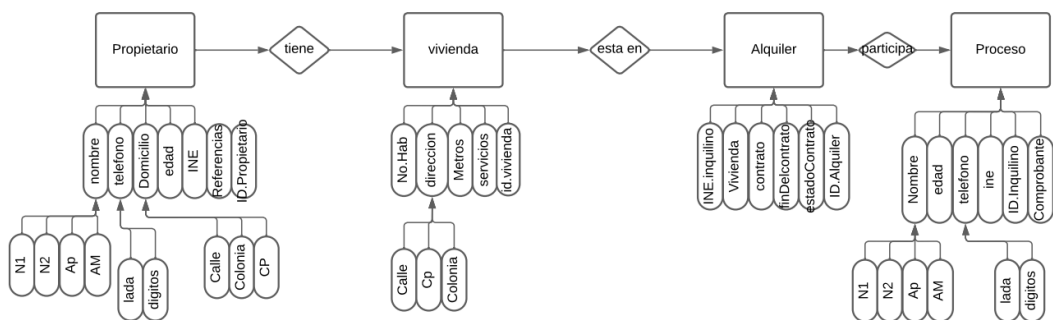 Propietario
tiene
vivienda
esta en
Alquiler
participa
Proceso
nombre
telefono
Domicilio
edad
INE
Referencias
ID.Propietario
No.Hab
direccion
Metros
servicios
id.vivienda
INE.inquilino
Vivienda
contrato
finDelcontrato
estadoContrato
ID.Alquiler
Nombre
edad
telefono
ine
ID.Inquilino
Comprobante
N1
N2
Ap
AM
lada
digitos
Calle
Colonia
CP
Calle
Cp
Colonia
N1
N2
Ap
AM
lada
digitos